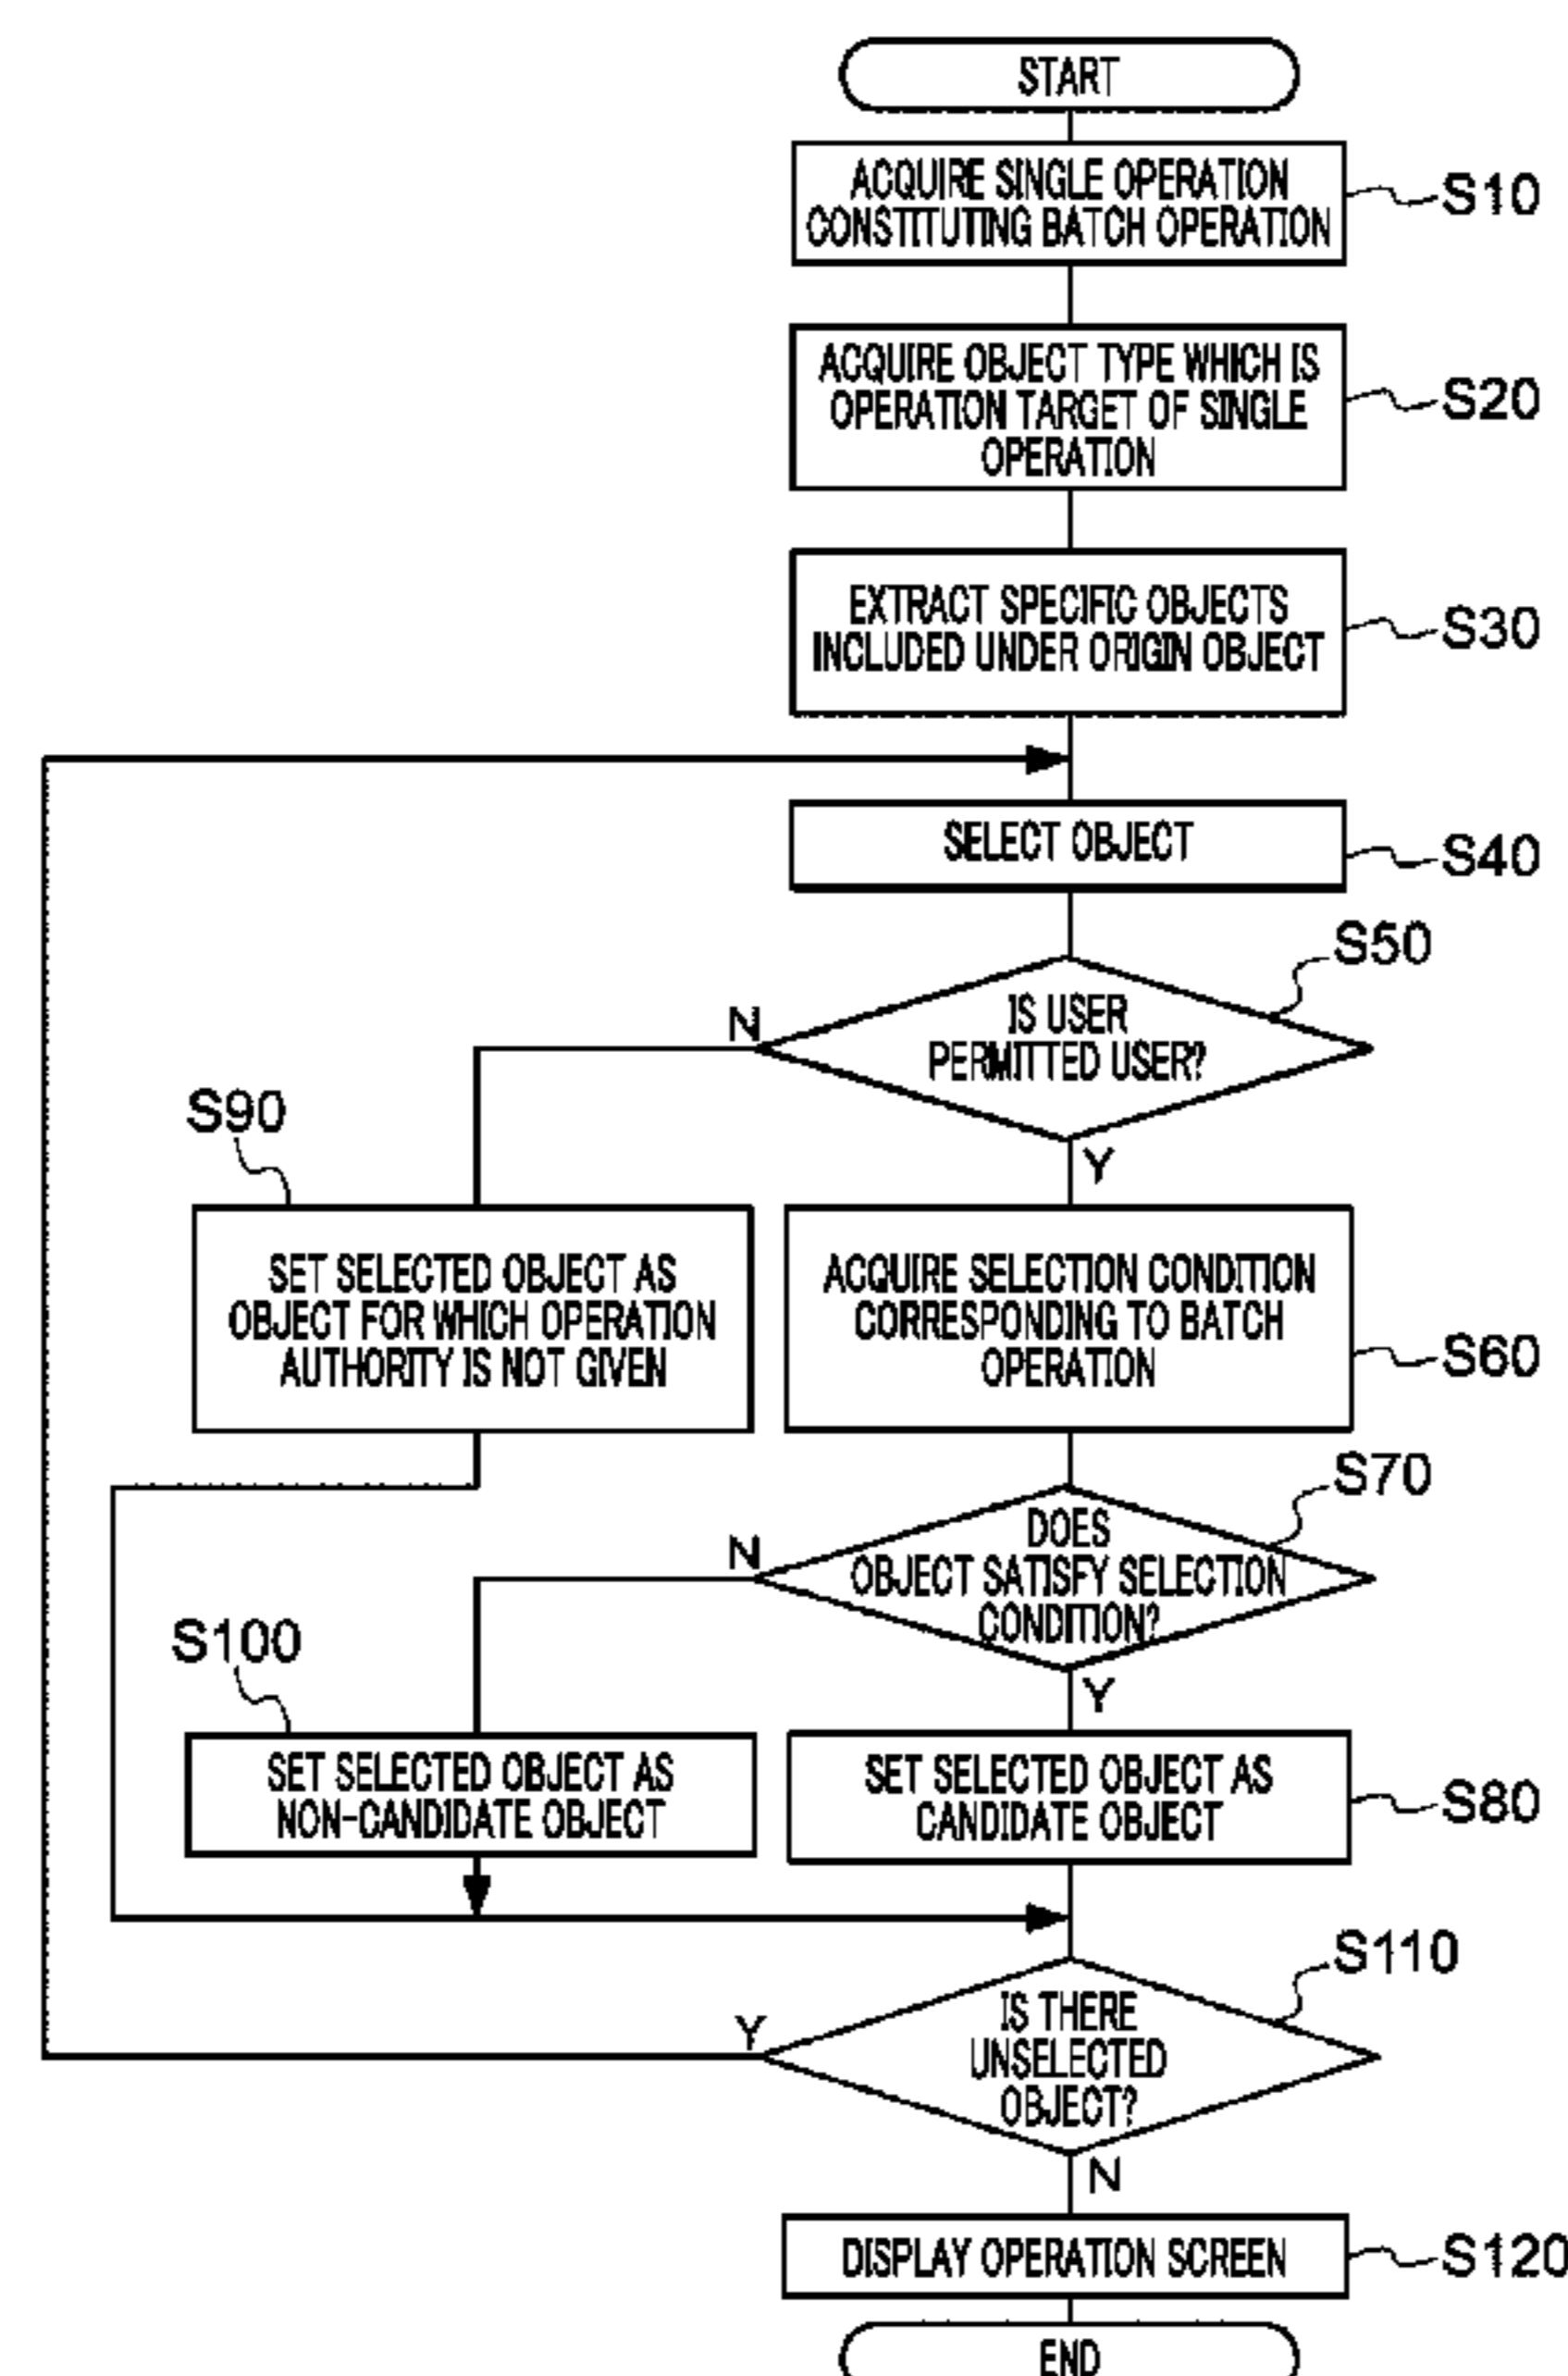 START
ACQUIRE SINGLE OPERATION
CONSTITUTING BATCH OPERATION
S10
ACQUIRE OBJECT TYPE WHICH IS
OPERATION TARGET OF SINGLE
OPERATION
S20
EXTRACT SPECIFIC OBJECTS
INCLUDED UNDER ORIGIN OBJECT
S30
SELECT OBJECT
S40
S50
IS USER
PERMITTED USER?
N
Y
S90
SET SELECTED OBJECT AS
OBJECT FOR WHICH OPERATION
AUTHORITY IS NOT GIVEN
ACQUIRE SELECTION CONDITION
CORRESPONDING TO BATCH
OPERATION
S60
S70
DOES
OBJECT SATISFY SELECTION
CONDITION?
N
Y
S100
SET SELECTED OBJECT AS
NON-CANDIDATE OBJECT
SET SELECTED OBJECT AS
CANDIDATE OBJECT
S80
S110
IS THERE
UNSELECTED
OBJECT?
Y
N
DISPLAY OPERATION SCREEN
S120
END